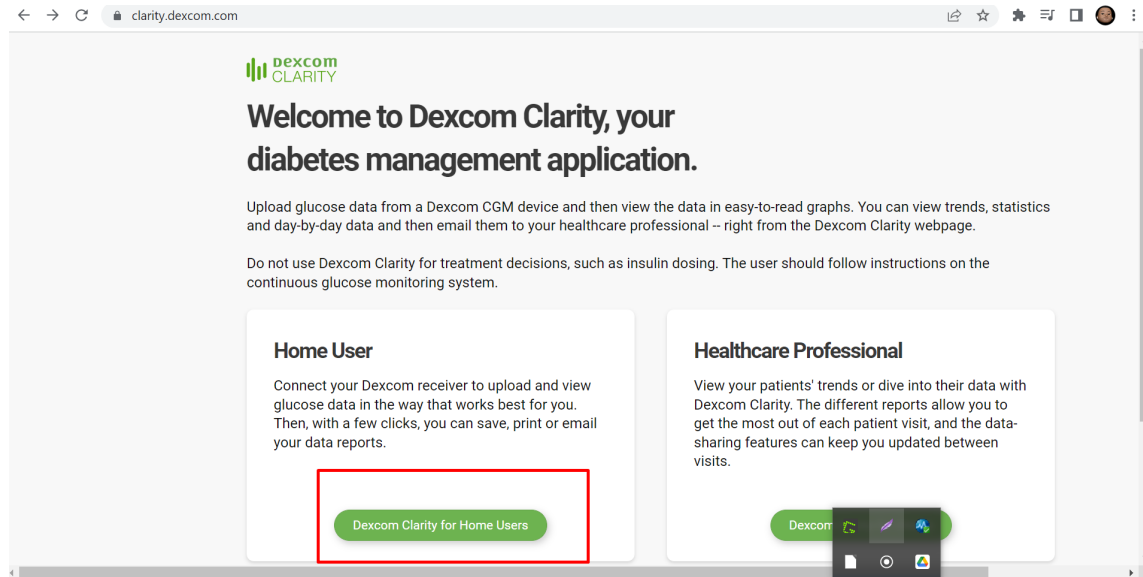 clarity.dexcom.com
Dexcom
CLARITY
Welcome to Dexcom Clarity, your
diabetes management application.
Upload glucose data from a Dexcom CGM device and then view the data in easy-to-read graphs. You can view trends, statistics
and day-by-day data and then email them to your healthcare professional -- right from the Dexcom Clarity webpage.
Do not use Dexcom Clarity for treatment decisions, such as insulin dosing. The user should follow instructions on the
continuous glucose monitoring system.
Home User
Connect your Dexcom receiver to upload and view
glucose data in the way that works best for you.
Then, with a few clicks, you can save, print or email
your data reports.
Dexcom Clarity for Home Users
Healthcare Professional
View your patients' trends or dive into their data with
Dexcom Clarity. The different reports allow you to
get the most out of each patient visit, and the data-
sharing features can keep you updated between
visits.
Dexcom